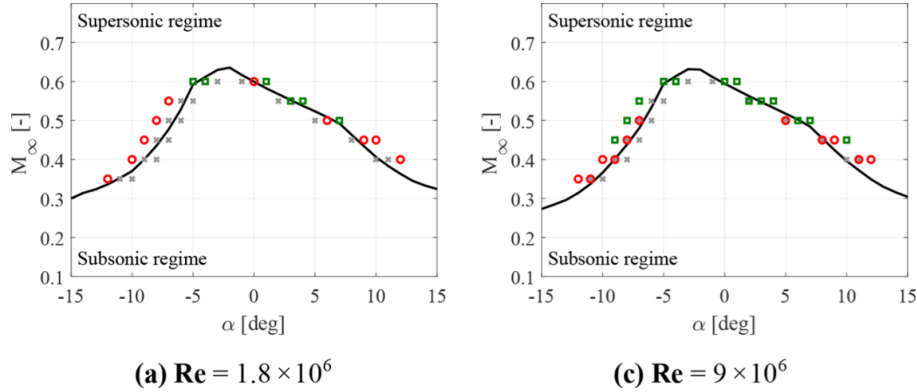 Supersonic regime
0.7
0.6
0.5
0.4
0.3
0.2
0.1
M∞ [-]
Subsonic regime
-15 -10 -5 0 5 10 15
α [deg]
(a) Re = 1.8 × 10⁶
Supersonic regime
0.7
0.6
0.5
0.4
0.3
0.2
0.1
M∞ [-]
Subsonic regime
-15 -10 -5 0 5 10 15
α [deg]
(c) Re = 9 × 10⁶